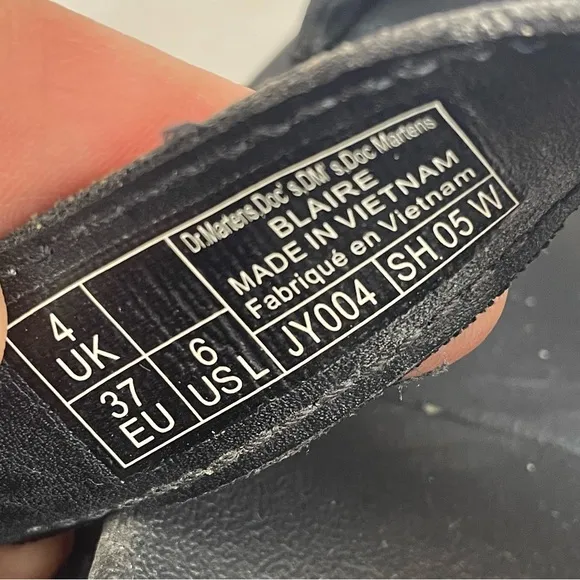 Dr.Martens,Doc' s,DM' s,Doc Martens
BLAIRE
MADE IN VIETNAM
Fabriqué en Vietnam
4
UK
37
EU
6
US L
JY004
SH 05 W